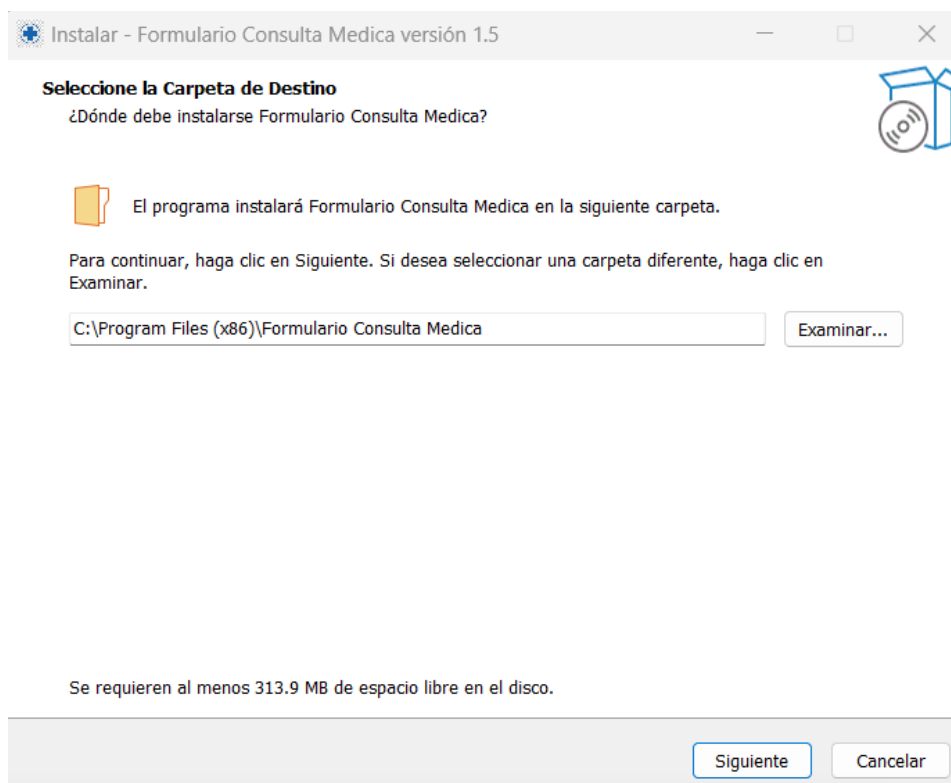 Instalar - Formulario Consulta Medica versión 1.5
Seleccione la Carpeta de Destino
¿Dónde debe instalarse Formulario Consulta Medica?
El programa instalará Formulario Consulta Medica en la siguiente carpeta.
Para continuar, haga clic en Siguiente. Si desea seleccionar una carpeta diferente, haga clic en
Examinar.
C:\Program Files (x86)\Formulario Consulta Medica
Examinar...
Se requieren al menos 313.9 MB de espacio libre en el disco.
Siguiente
Cancelar